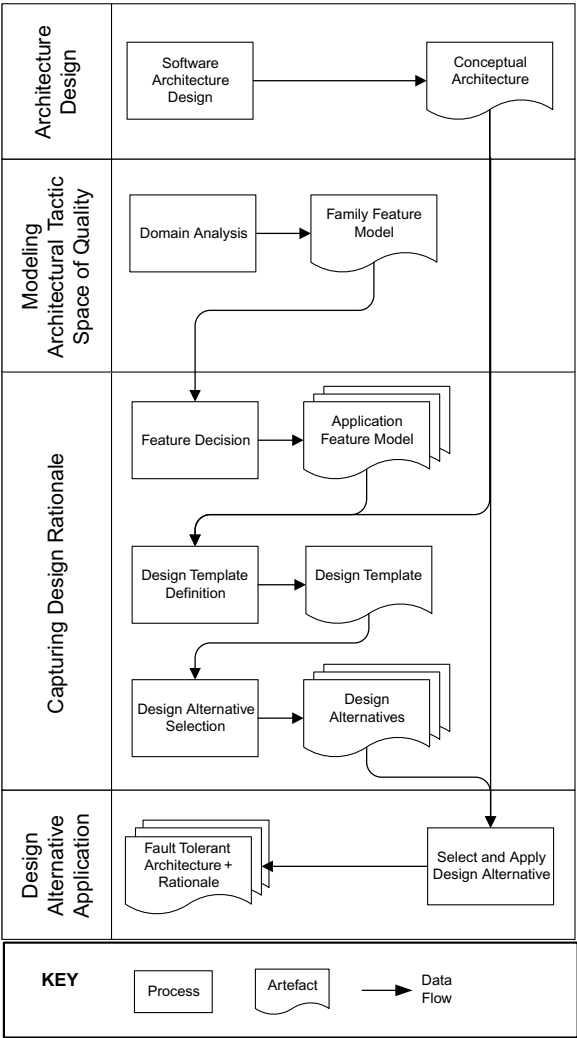 Architecture
Design
Software
Architecture
Design
Conceptual
Architecture
Modeling
Architectural Tactic
Space of Quality
Domain Analysis
Family Feature
Model
Capturing Design Rationale
Feature Decision
Application
Feature Model
Design Template
Definition
Design Template
Design Alternative
Selection
Design
Alternatives
Design
Alternative
Application
Fault Tolerant
Architecture +
Rationale
Select and Apply
Design Alternative
KEY
Process
Artefact
Data
Flow